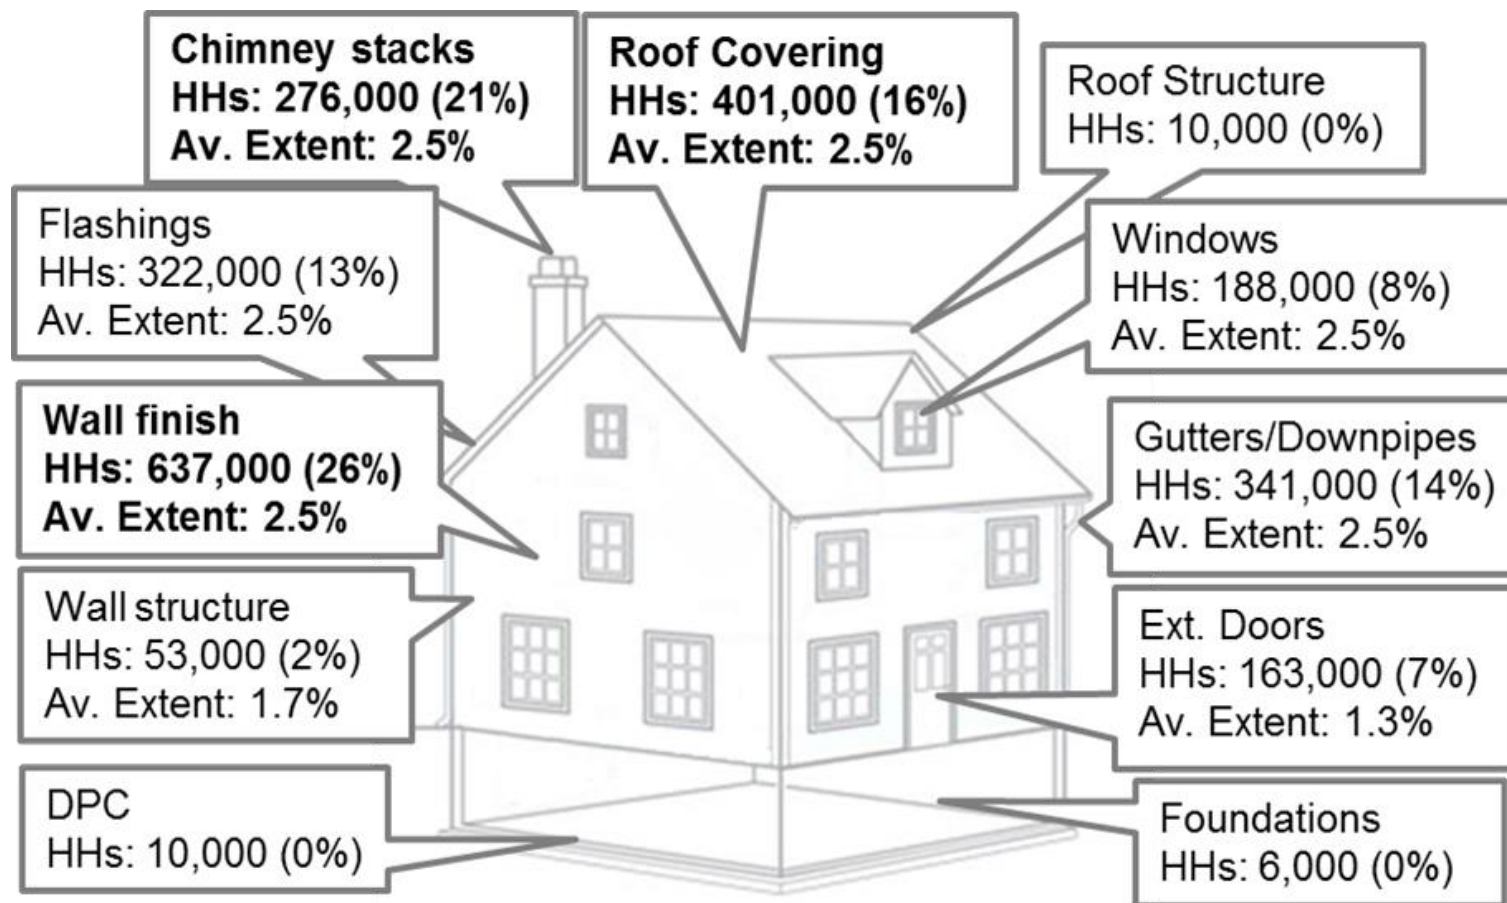 Chimney stacks
HHs: 276,000 (21%)
Av. Extent: 2.5%
Roof Covering
HHs: 401,000 (16%)
Av. Extent: 2.5%
Roof Structure
HHs: 10,000 (0%)
Flashings
HHs: 322,000 (13%)
Av. Extent: 2.5%
Windows
HHs: 188,000 (8%)
Av. Extent: 2.5%
Wall finish
HHs: 637,000 (26%)
Av. Extent: 2.5%
Gutters/Downpipes
HHs: 341,000 (14%)
Av. Extent: 2.5%
Wall structure
HHs: 53,000 (2%)
Av. Extent: 1.7%
Ext. Doors
HHs: 163,000 (7%)
Av. Extent: 1.3%
DPC
HHs: 10,000 (0%)
Foundations
HHs: 6,000 (0%)